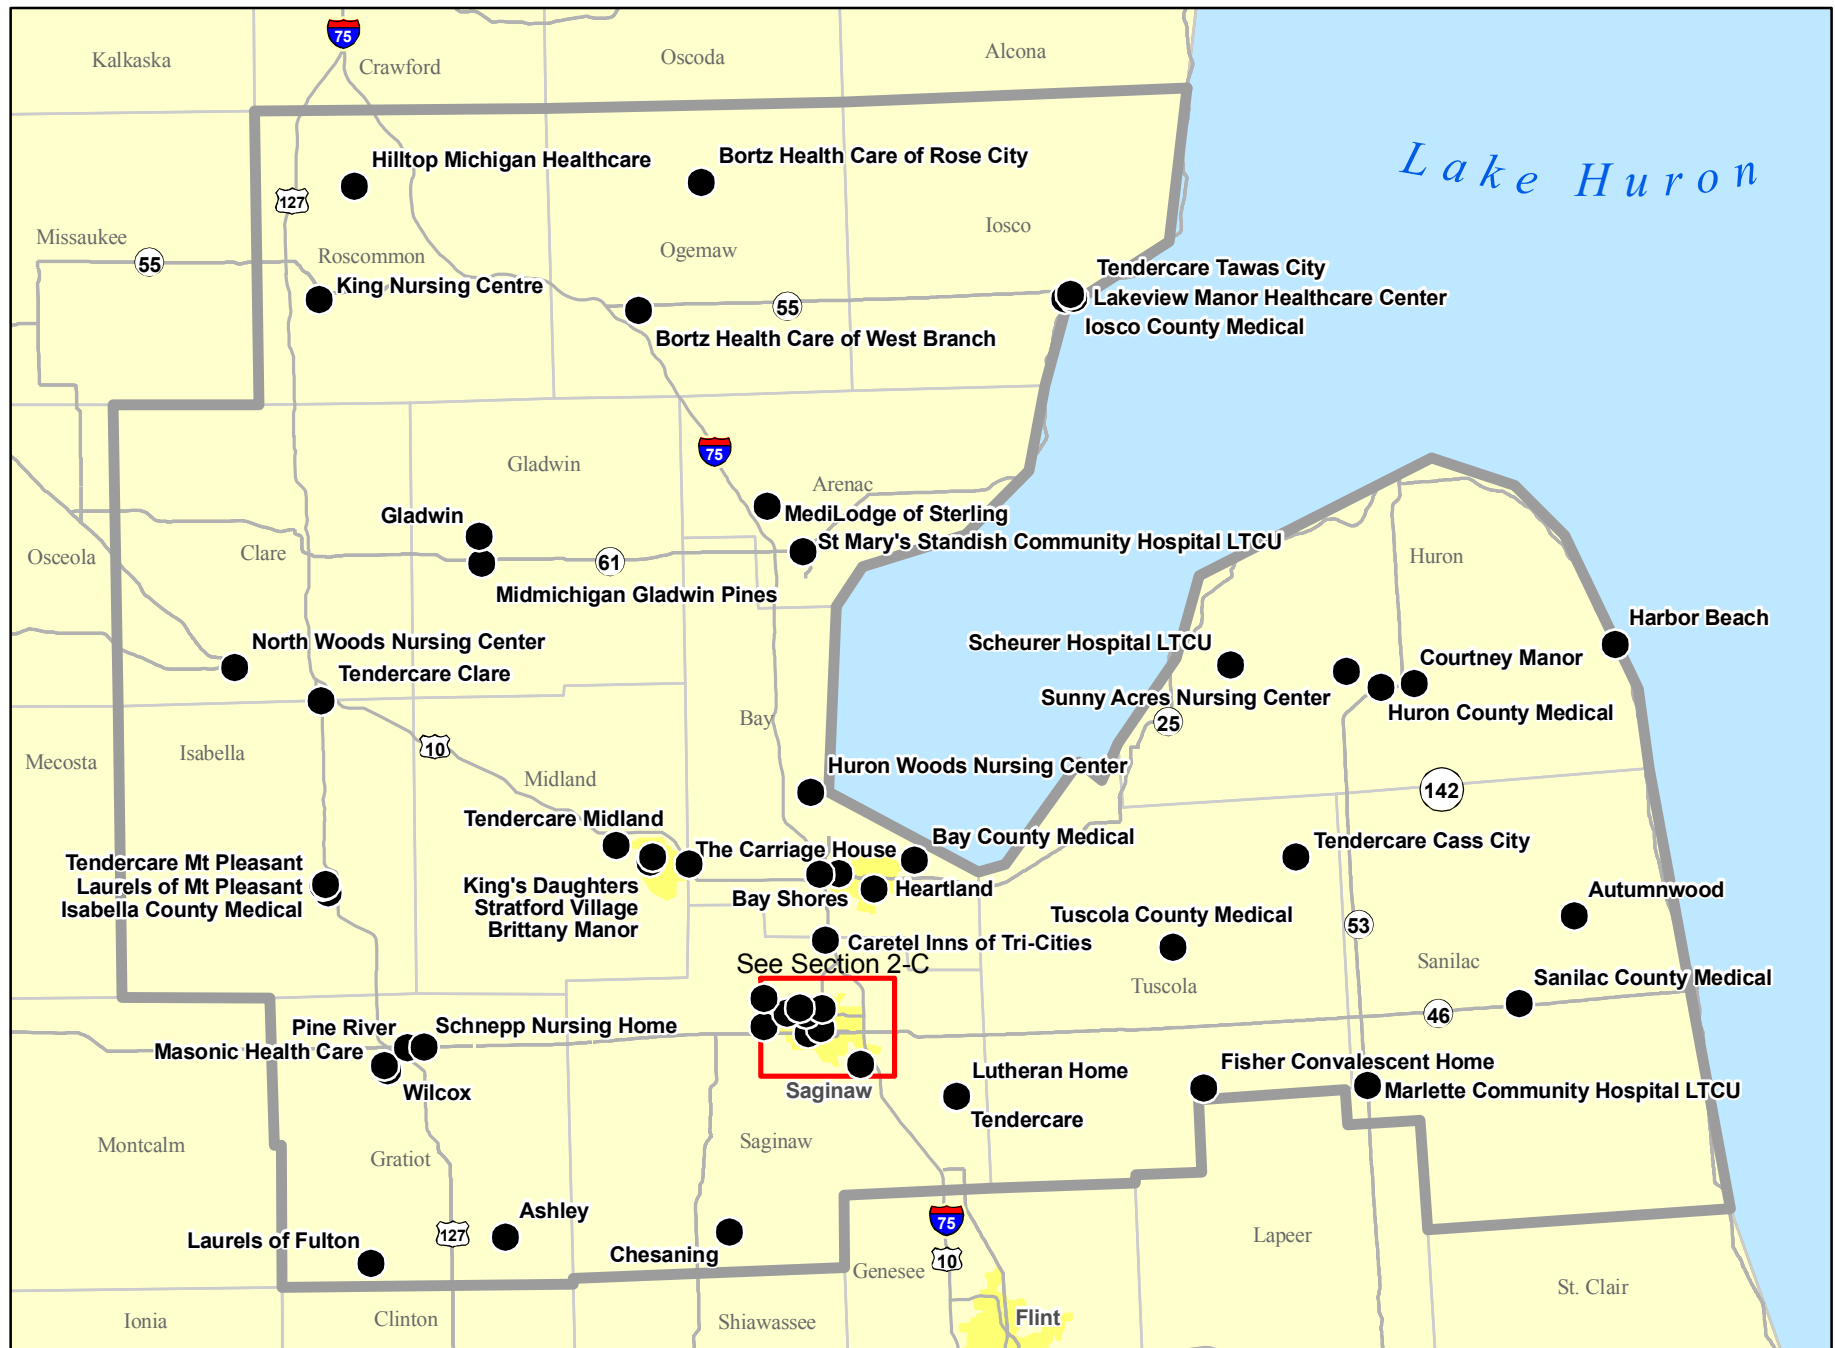 75
Kalkaska
Crawford
Oscoda
Alcona
Lake Huron
Hilltop Michigan Healthcare
Bortz Health Care of Rose City
127
Missaukee
55
Roscommon
Ogemaw
Iosco
King Nursing Centre
Tendercare Tawas City
Lakeview Manor Healthcare Center
Iosco County Medical
55
Bortz Health Care of West Branch
75
Gladwin
Arenac
Gladwin
MediLodge of Sterling
St Mary's Standish Community Hospital LTCU
Osceola
Clare
61
Huron
Midmichigan Gladwin Pines
North Woods Nursing Center
Tendercare Clare
Scheurer Hospital LTCU
Harbor Beach
Courtney Manor
Sunny Acres Nursing Center
Huron County Medical
25
Bay
Mecosta
Isabella
10
Midland
Huron Woods Nursing Center
142
Tendercare Midland
The Carriage House
Bay County Medical
Tendercare Cass City
Tendercare Mt Pleasant
Laurels of Mt Pleasant
Isabella County Medical
King's Daughters
Stratford Village
Brittany Manor
Bay Shores
Heartland
Autumnwood
Tuscola County Medical
53
Caretel Inns of Tri-Cities
See Section 2-C
Tuscola
Sanilac
Sanilac County Medical
46
Pine River
Schnepp Nursing Home
Masonic Health Care
Wilcox
Saginaw
Lutheran Home
Tendercare
Fisher Convalescent Home
Marlette Community Hospital LTCU
Montcalm
Gratiot
Saginaw
Ashley
Laurels of Fulton
127
Chesaning
75
10
Lapeer
Genesee
St. Clair
Ionia
Clinton
Shiawassee
Flint